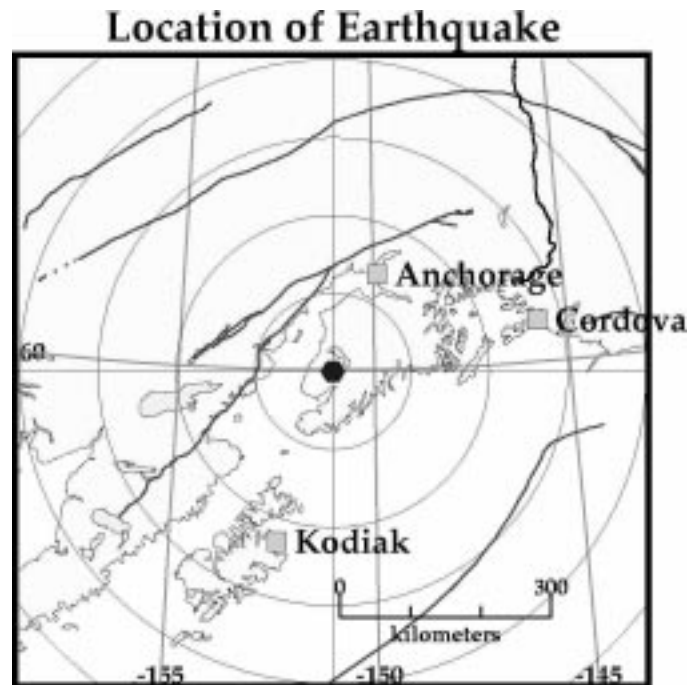 Location of Earthquake
Anchorage
Cordova
60
Kodiak
0 300
kilometers
-155 -150 -145